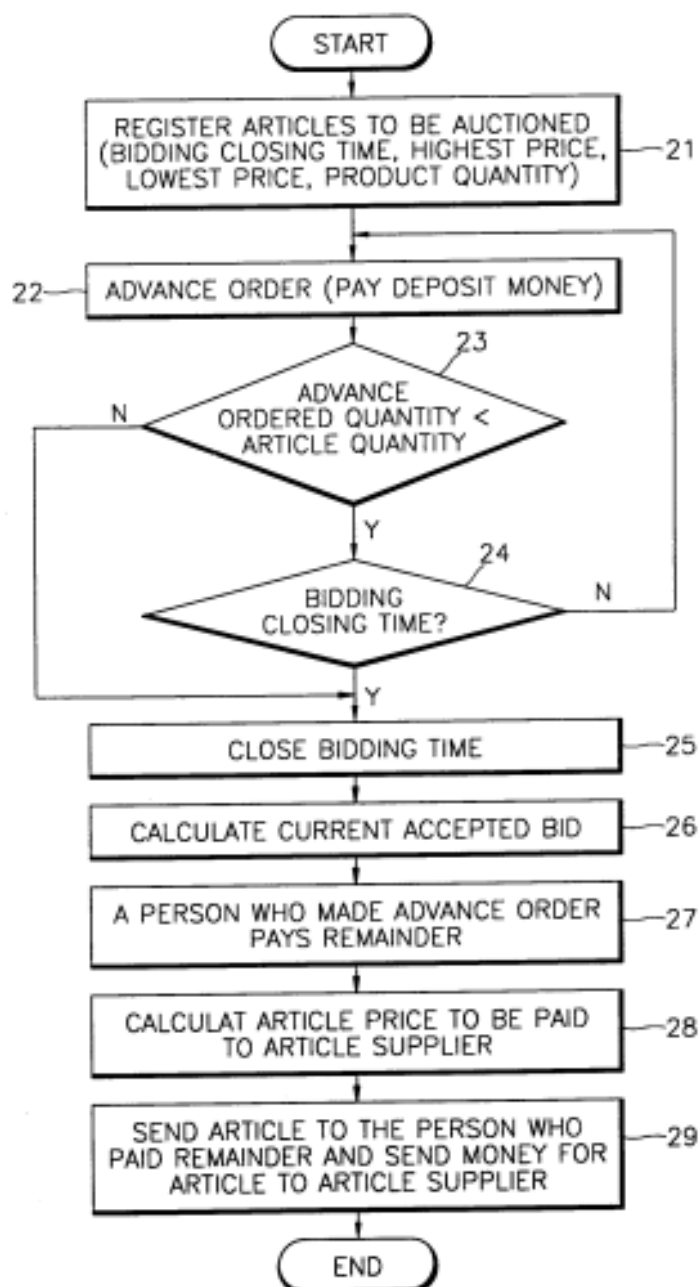 START
REGISTER ARTICLES TO BE AUCTIONED
(BIDDING CLOSING TIME, HIGHEST PRICE,
LOWEST PRICE, PRODUCT QUANTITY)
21
22
ADVANCE ORDER (PAY DEPOSIT MONEY)
23
ADVANCE
ORDERED QUANTITY <
ARTICLE QUANTITY
N
Y
24
BIDDING
CLOSING TIME?
N
Y
CLOSE BIDDING TIME
25
CALCULATE CURRENT ACCEPTED BID
26
A PERSON WHO MADE ADVANCE ORDER
PAYS REMAINDER
27
CALCULAT ARTICLE PRICE TO BE PAID
TO ARTICLE SUPPLIER
28
SEND ARTICLE TO THE PERSON WHO
PAID REMAINDER AND SEND MONEY FOR
ARTICLE TO ARTICLE SUPPLIER
29
END